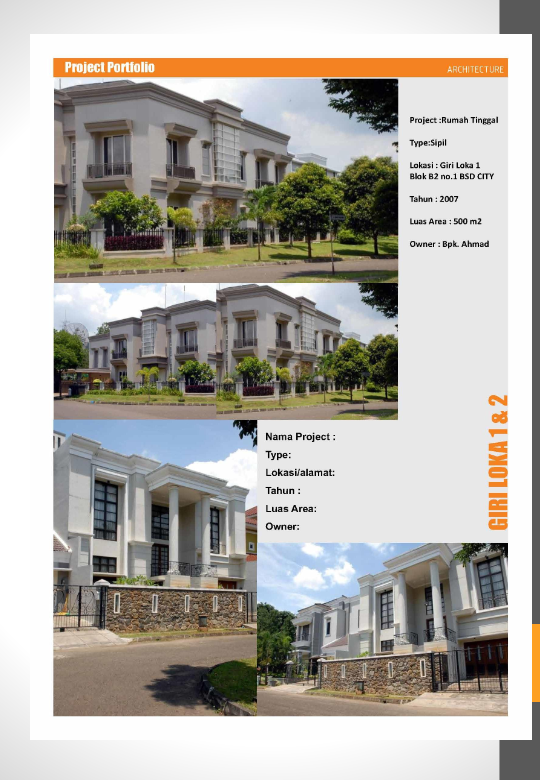 Project Portfolio
ARCHITECTURE
Project :Rumah Tinggal
Type:Sipil
Lokasi : Giri Loka 1
Blok B2 no.1 BSD CITY
Tahun : 2007
Luas Area : 500 m2
Owner : Bpk. Ahmad
Nama Project :
Type:
Lokasi/alamat:
Tahun :
Luas Area:
Owner:
GIRI LOKA 1 & 2